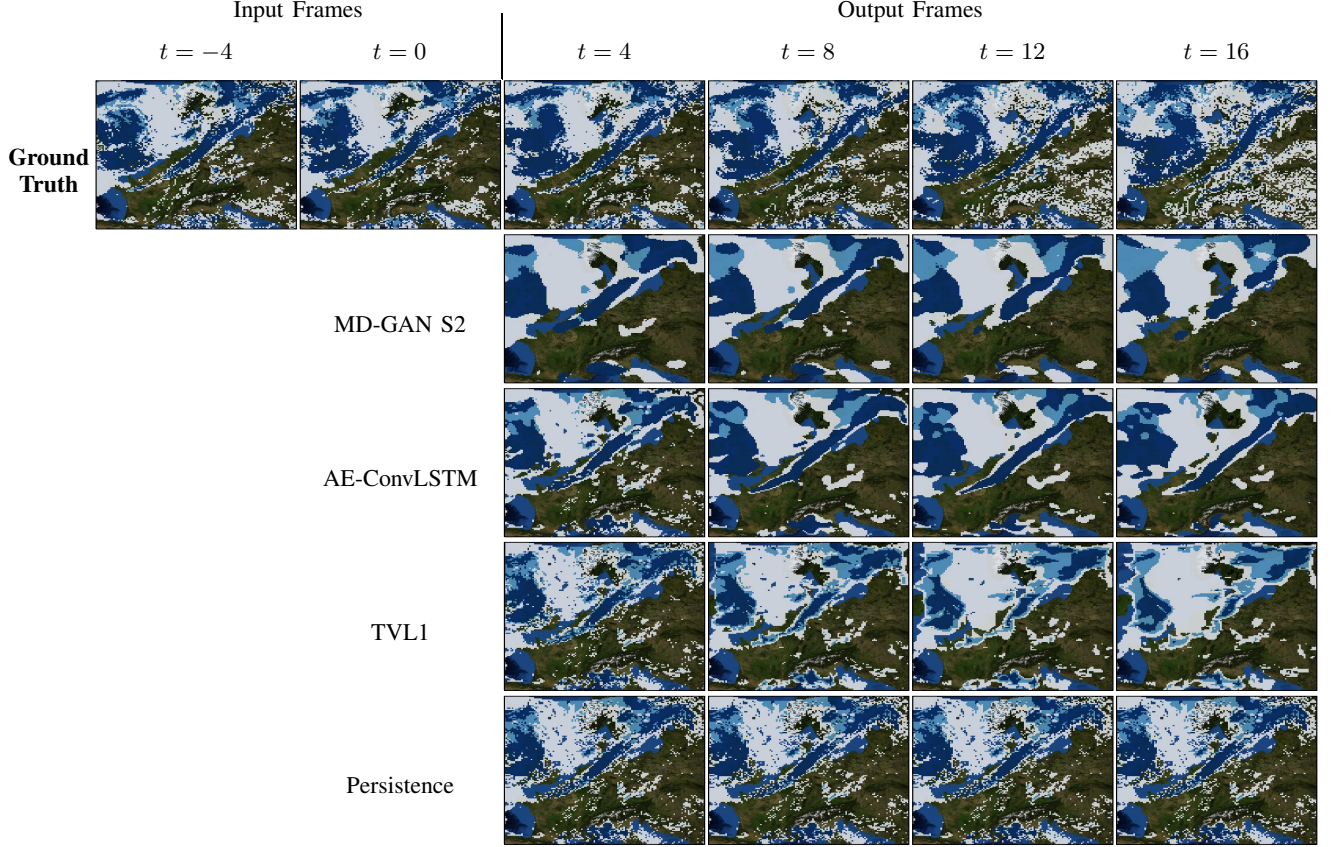 Input Frames
Output Frames
t = −4
t = 0
t = 4
t = 8
t = 12
t = 16
Ground
Truth
MD-GAN S2
AE-ConvLSTM
TVL1
Persistence